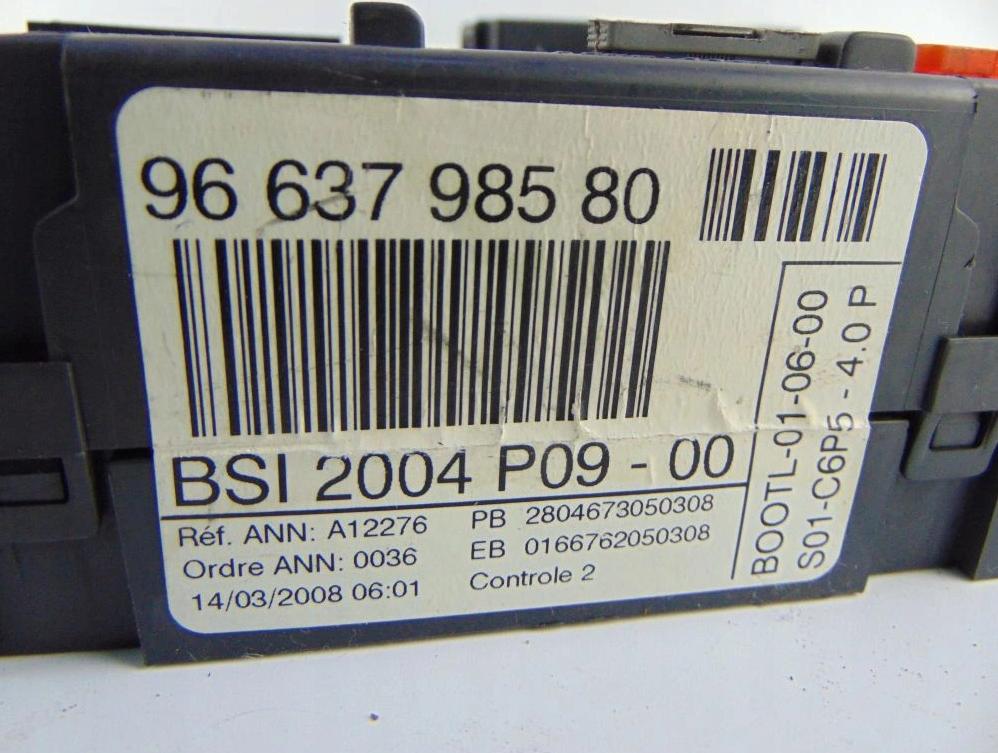 96 637 985 80
BSI 2004 P09 - 00
Réf. ANN: A12276
Ordre ANN: 0036
14/03/2008 06:01
PB 2804673050308
EB 0166762050308
Controle 2
BOOTL-01-06-00
S01-C6P5 - 4.0 P